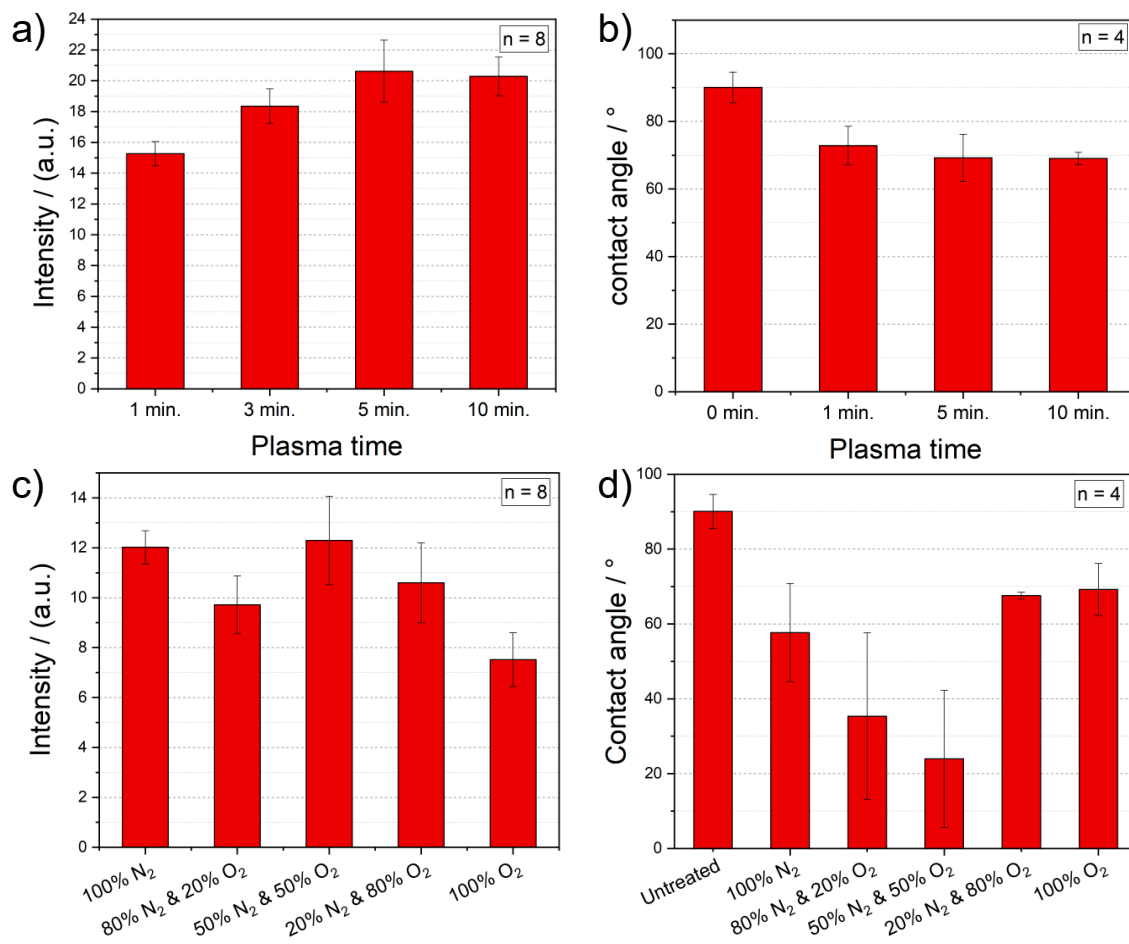 a)
n = 8
Intensity / (a.u.)
24
22
20
18
16
14
12
10
8
6
4
2
0
1 min.
3 min.
5 min.
10 min.
Plasma time
b)
n = 4
contact angle / °
100
80
60
40
20
0
0 min.
1 min.
5 min.
10 min.
Plasma time
c)
n = 8
Intensity / (a.u.)
14
12
10
8
6
4
2
0
100% N₂
80% N₂ & 20% O₂
50% N₂ & 50% O₂
20% N₂ & 80% O₂
100% O₂
d)
n = 4
Contact angle / °
100
80
60
40
20
0
Untreated
100% N₂
80% N₂ & 20% O₂
50% N₂ & 50% O₂
20% N₂ & 80% O₂
100% O₂